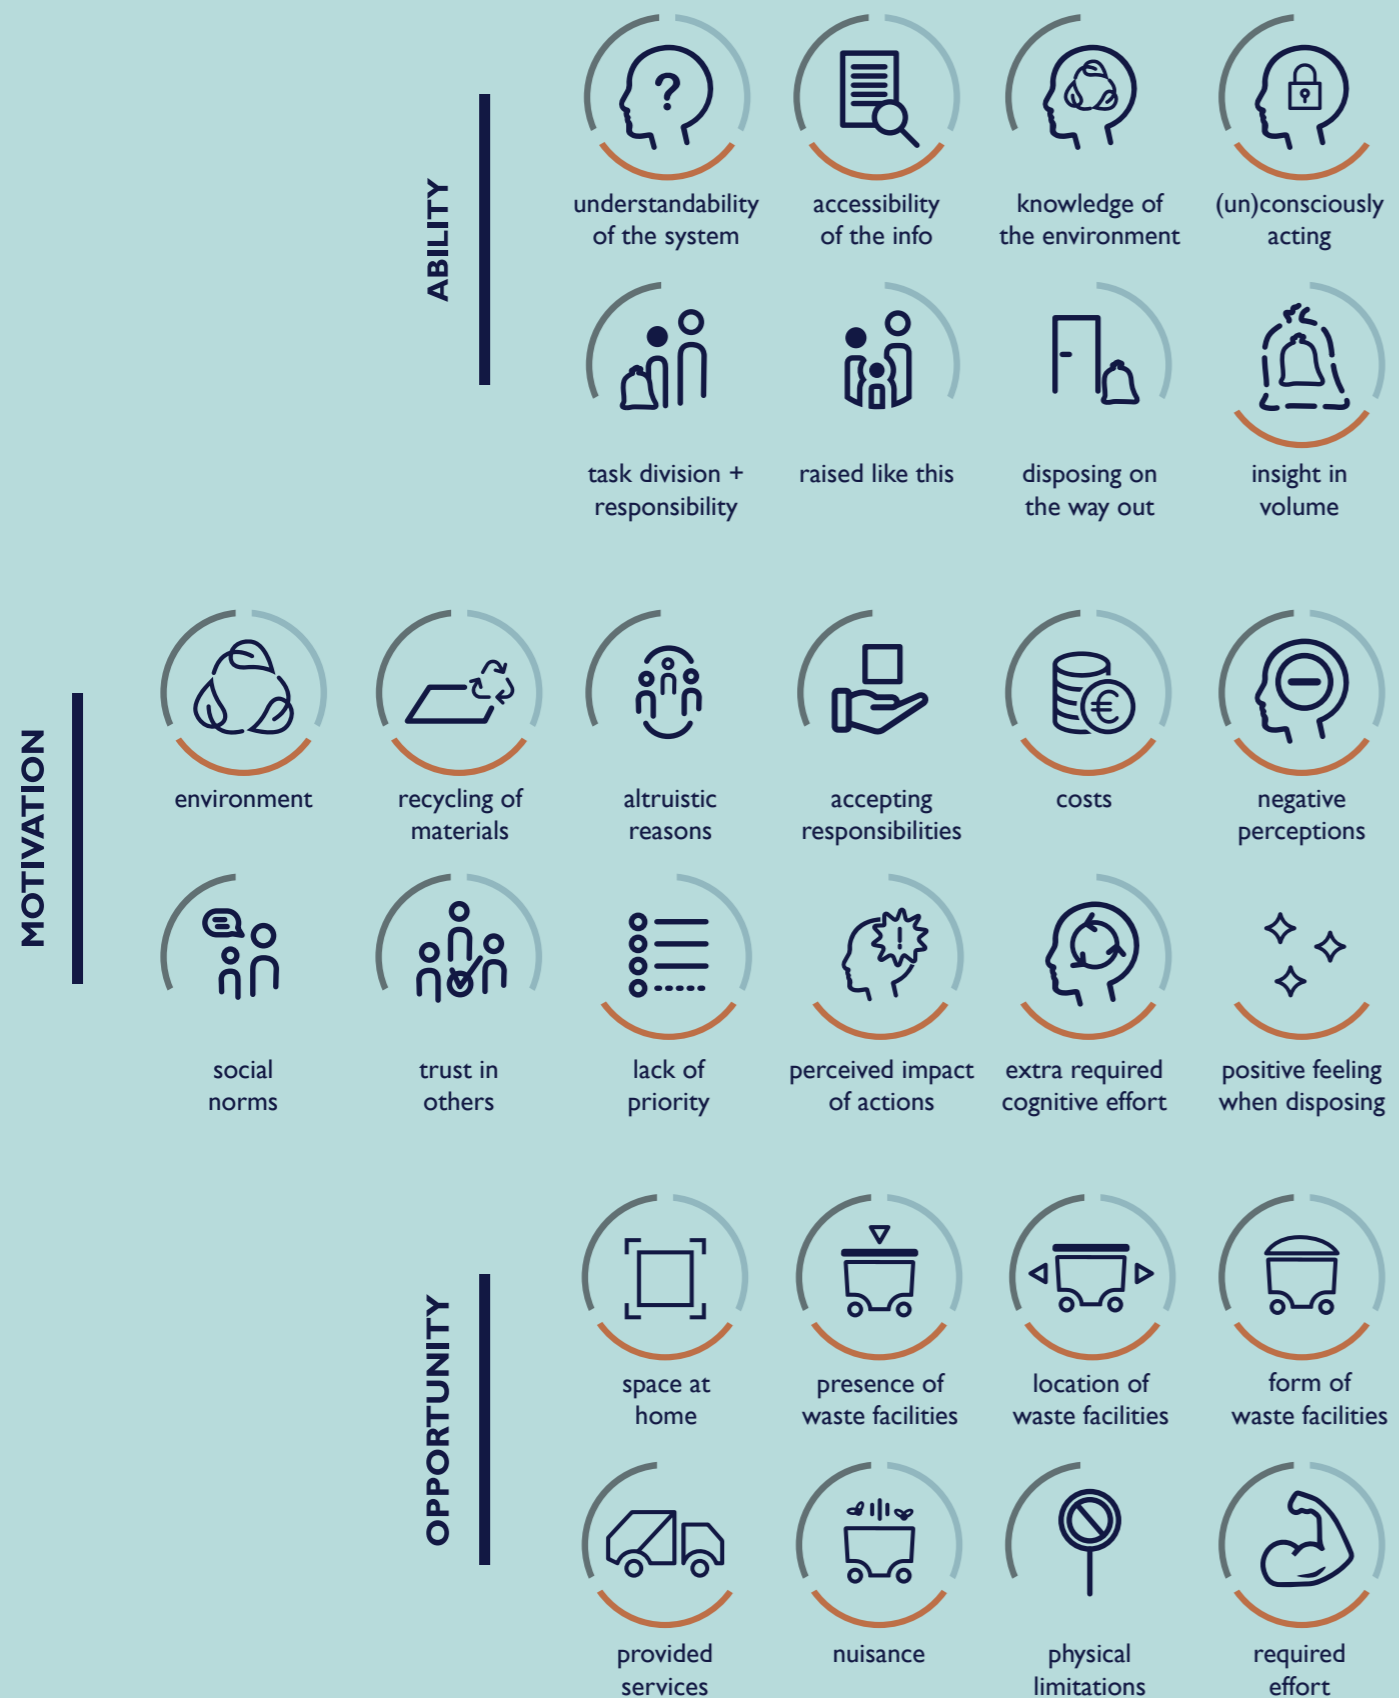 ABILITY
understandability
of the system
accessibility
of the info
knowledge of
the environment
(un)consciously
acting
task division +
responsibility
raised like this
disposing on
the way out
insight in
volume
MOTIVATION
environment
recycling of
materials
altruistic
reasons
accepting
responsibilities
costs
negative
perceptions
social
norms
trust in
others
lack of
priority
perceived impact
of actions
extra required
cognitive effort
positive feeling
when disposing
OPPORTUNITY
space at
home
presence of
waste facilities
location of
waste facilities
form of
waste facilities
provided
services
nuisance
physical
limitations
required
effort